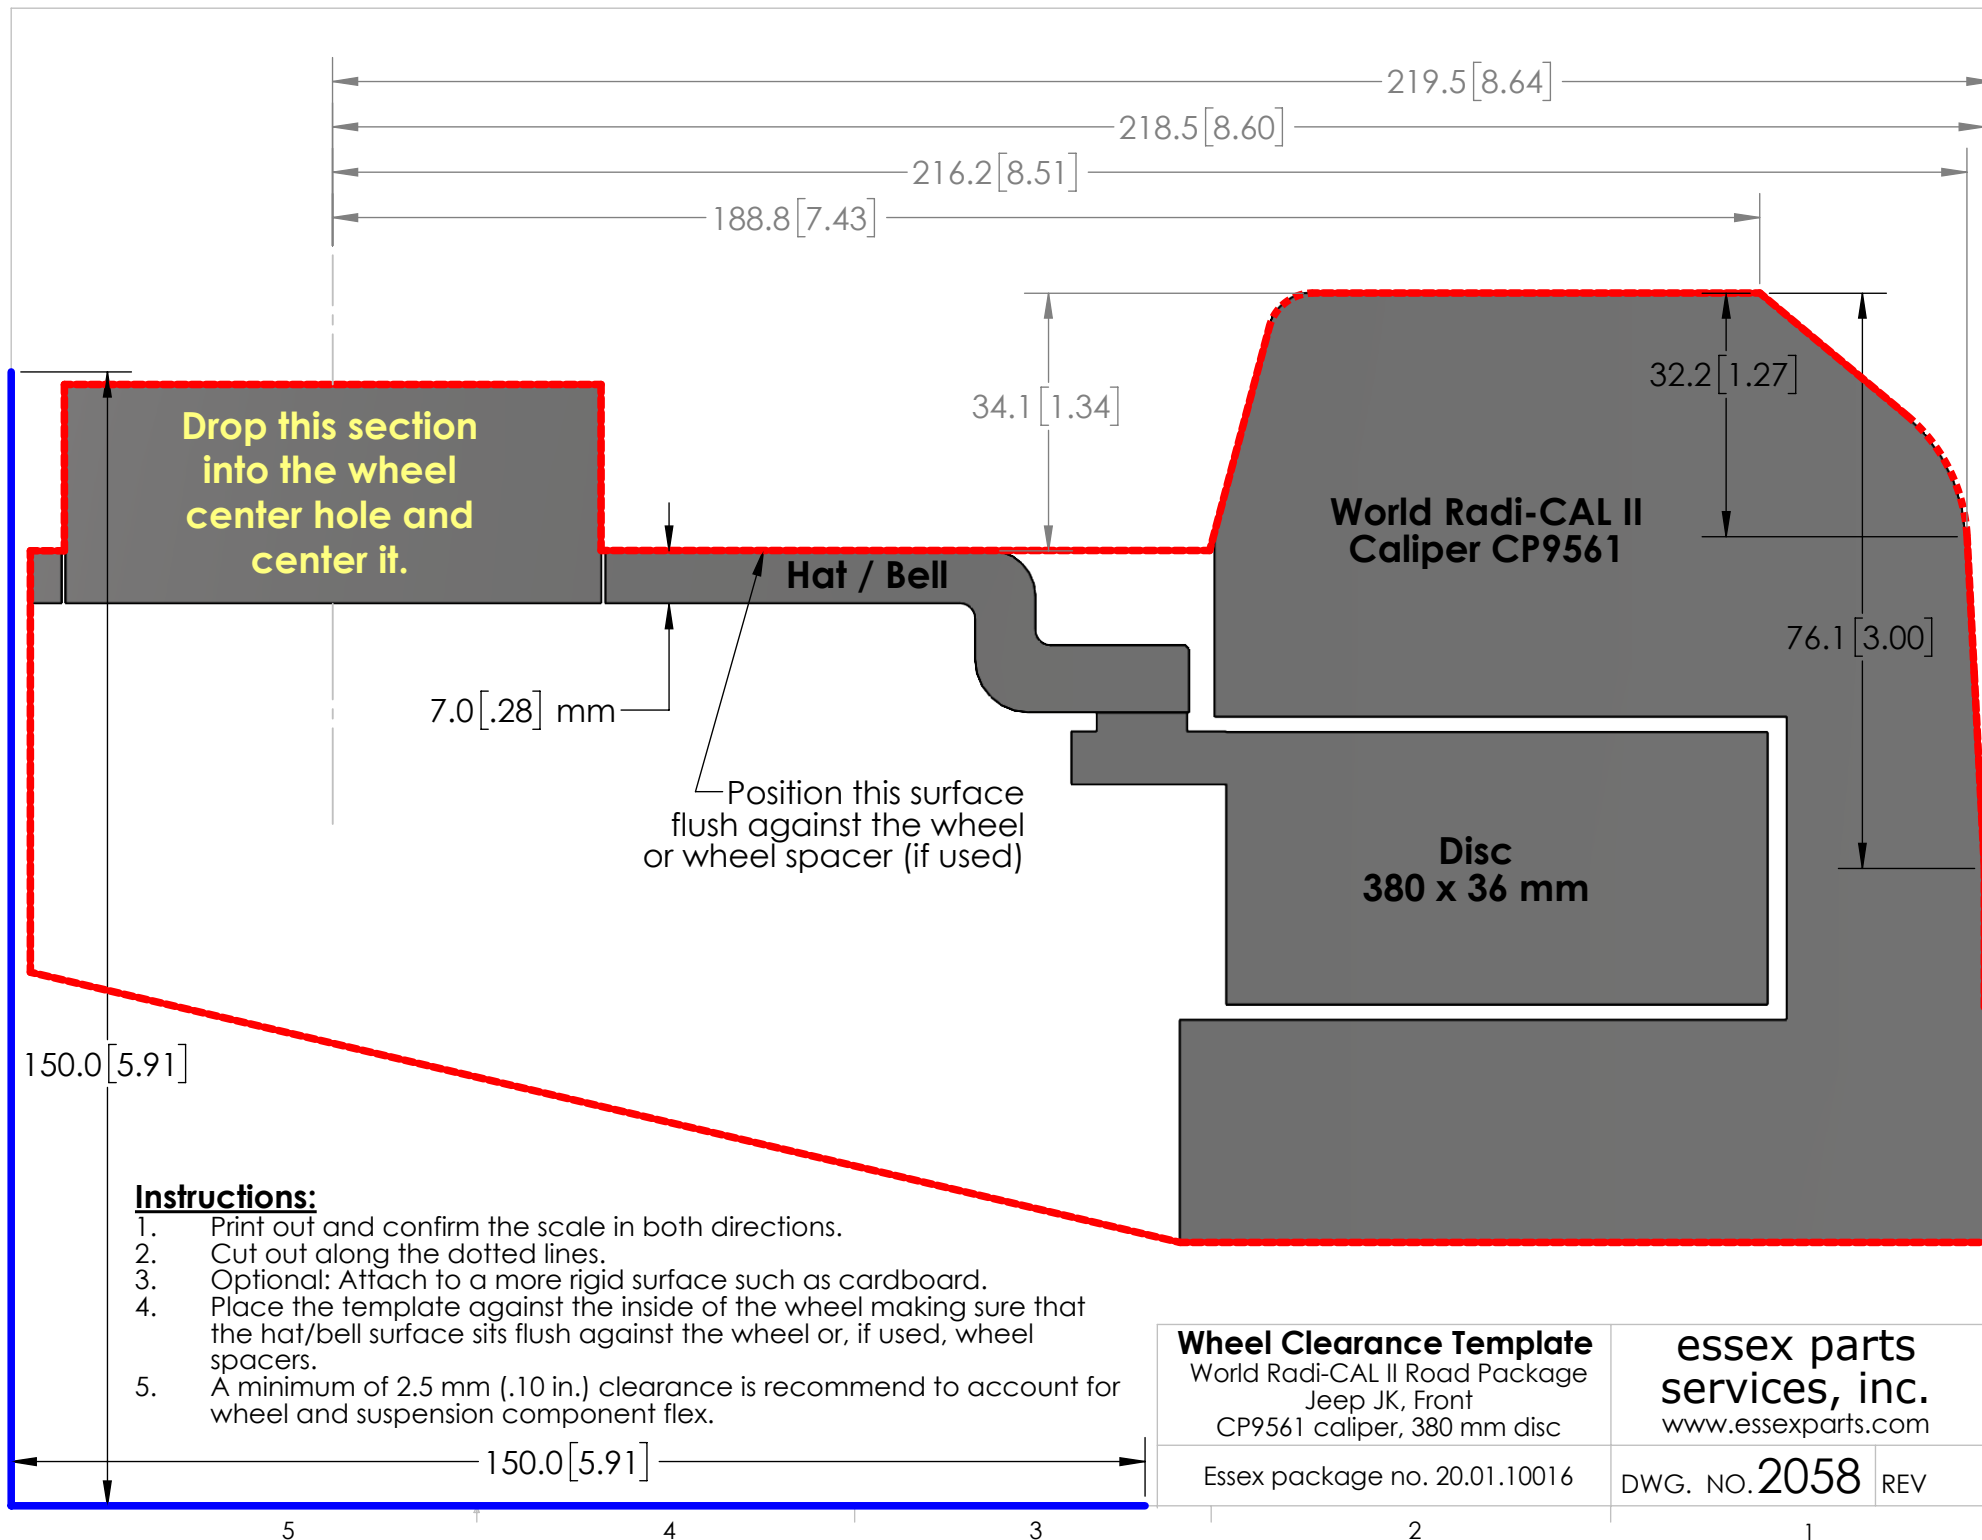 219.5[8.64]
218.5[8.60]
216.2[8.51]
188.8[7.43]
34.1[1.34]
32.2[1.27]
76.1[3.00]
Drop this section
into the wheel
center hole and
center it.
World Radi-CAL II
Caliper CP9561
Hat / Bell
7.0[.28] mm
Position this surface
flush against the wheel
or wheel spacer (if used)
Disc
380 x 36 mm
150.0[5.91]
Instructions:
1. Print out and confirm the scale in both directions.
2. Cut out along the dotted lines.
3. Optional: Attach to a more rigid surface such as cardboard.
4. Place the template against the inside of the wheel making sure that
the hat/bell surface sits flush against the wheel or, if used, wheel
spacers.
5. A minimum of 2.5 mm (.10 in.) clearance is recommend to account for
wheel and suspension component flex.
150.0[5.91]
Wheel Clearance Template
World Radi-CAL II Road Package
Jeep JK, Front
CP9561 caliper, 380 mm disc
essex parts
services, inc.
www.essexparts.com
Essex package no. 20.01.10016
DWG. NO. 2058 REV
5 4 3 2 1